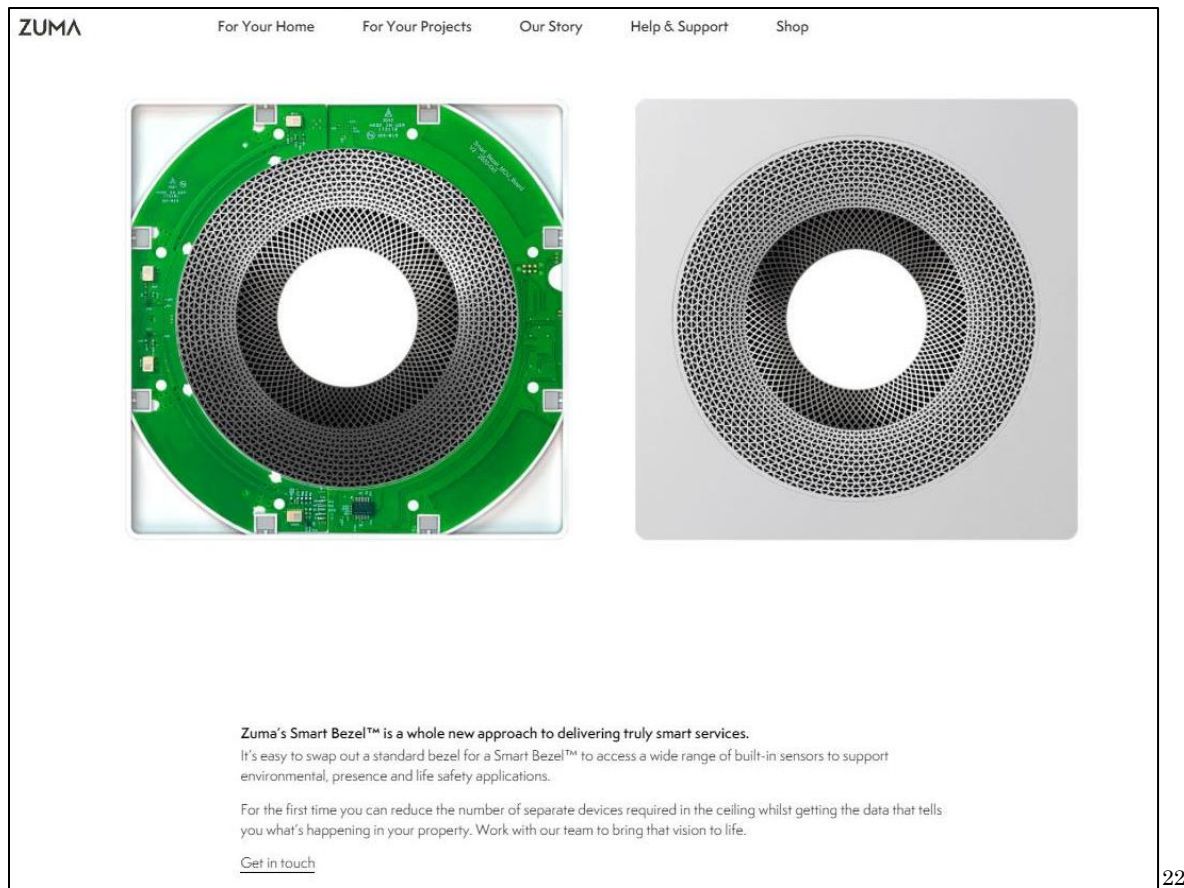 ZUMA
For Your Home For Your Projects Our Story Help & Support Shop
Smart Bezel MCU Board
Zuma's Smart Bezel™ is a whole new approach to delivering truly smart services.
It's easy to swap out a standard bezel for a Smart Bezel™ to access a wide range of built-in sensors to support
environmental, presence and life safety applications.
For the first time you can reduce the number of separate devices required in the ceiling whilst getting the data that tells
you what's happening in your property. Work with our team to bring that vision to life.
Get in touch
22